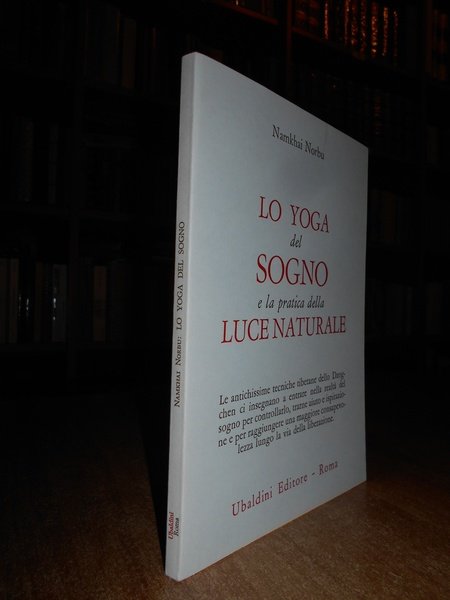 Namkhai Norbu
LO YOGA
del
SOGNO
e la pratica della
LUCE NATURALE
Le antichissime tecniche tibetane dello Dzog-
chen ci insegnano a entrare nella realtà del
sogno per controllarlo, trarne aiuto e ispirazio-
ne e per raggiungere una maggiore consapevo-
lezza lungo la via della liberazione.
Ubaldini Editore - Roma
NAMKHAI NORBU: LO YOGA DEL SOGNO
Ubaldini
Roma